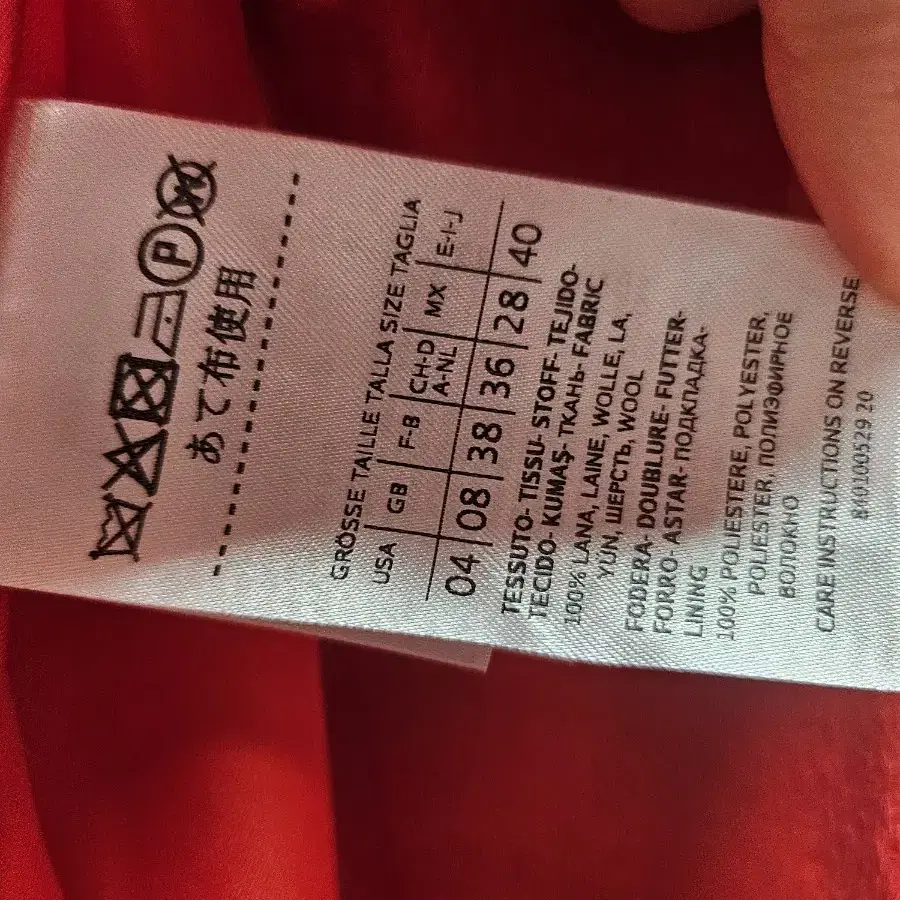 あて布使用
GRÖSSE TAILLE TALLA SIZE TAGLIA
USA | GB | F-B | CH-D A-NL | MX | E-I-J
04 | 08 | 38 | 36 | 28 | 40
TESSUTO- TISSU- STOFF- TEJIDO-
TECIDO- KUMAŞ- ТКАНЬ- FABRIC
100% LANA, LAINE, WOLLE, LA,
YÜN, ШЕРСТЬ, WOOL
FODERA- DOUBLURE- FUTTER-
FORRO- ASTAR- ПОДКЛАДКА-
LINING
100% POLIESTERE, POLYESTER,
POLIESTER, ПОЛИЭФИРНОЕ
ВОЛОКНО
CARE INSTRUCTIONS ON REVERSE